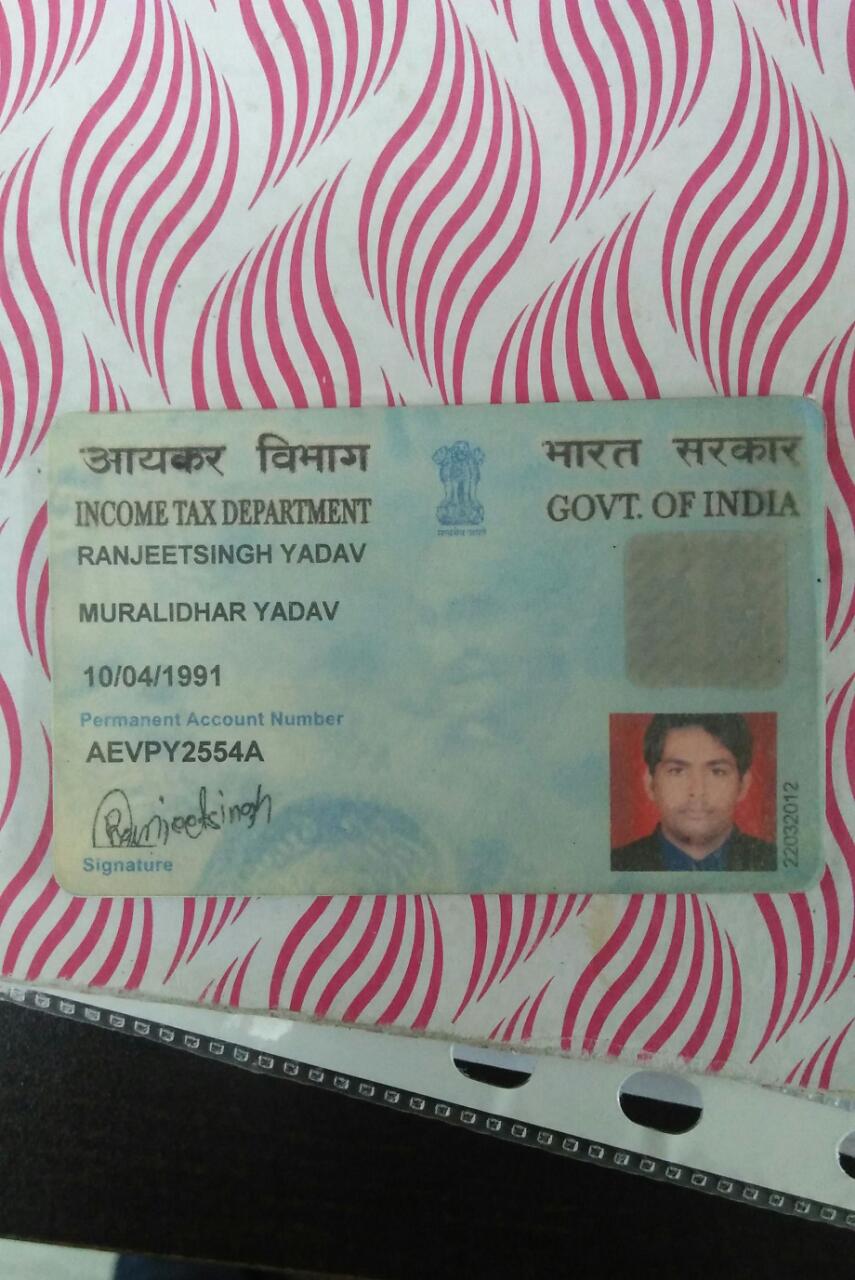 आयकर विभाग
INCOME TAX DEPARTMENT
भारत सरकार
GOVT. OF INDIA
सत्यमेव जयते
RANJEETSINGH YADAV
MURALIDHAR YADAV
10/04/1991
Permanent Account Number
AEVPY2554A
Ranjeetsingh
Signature
22032012